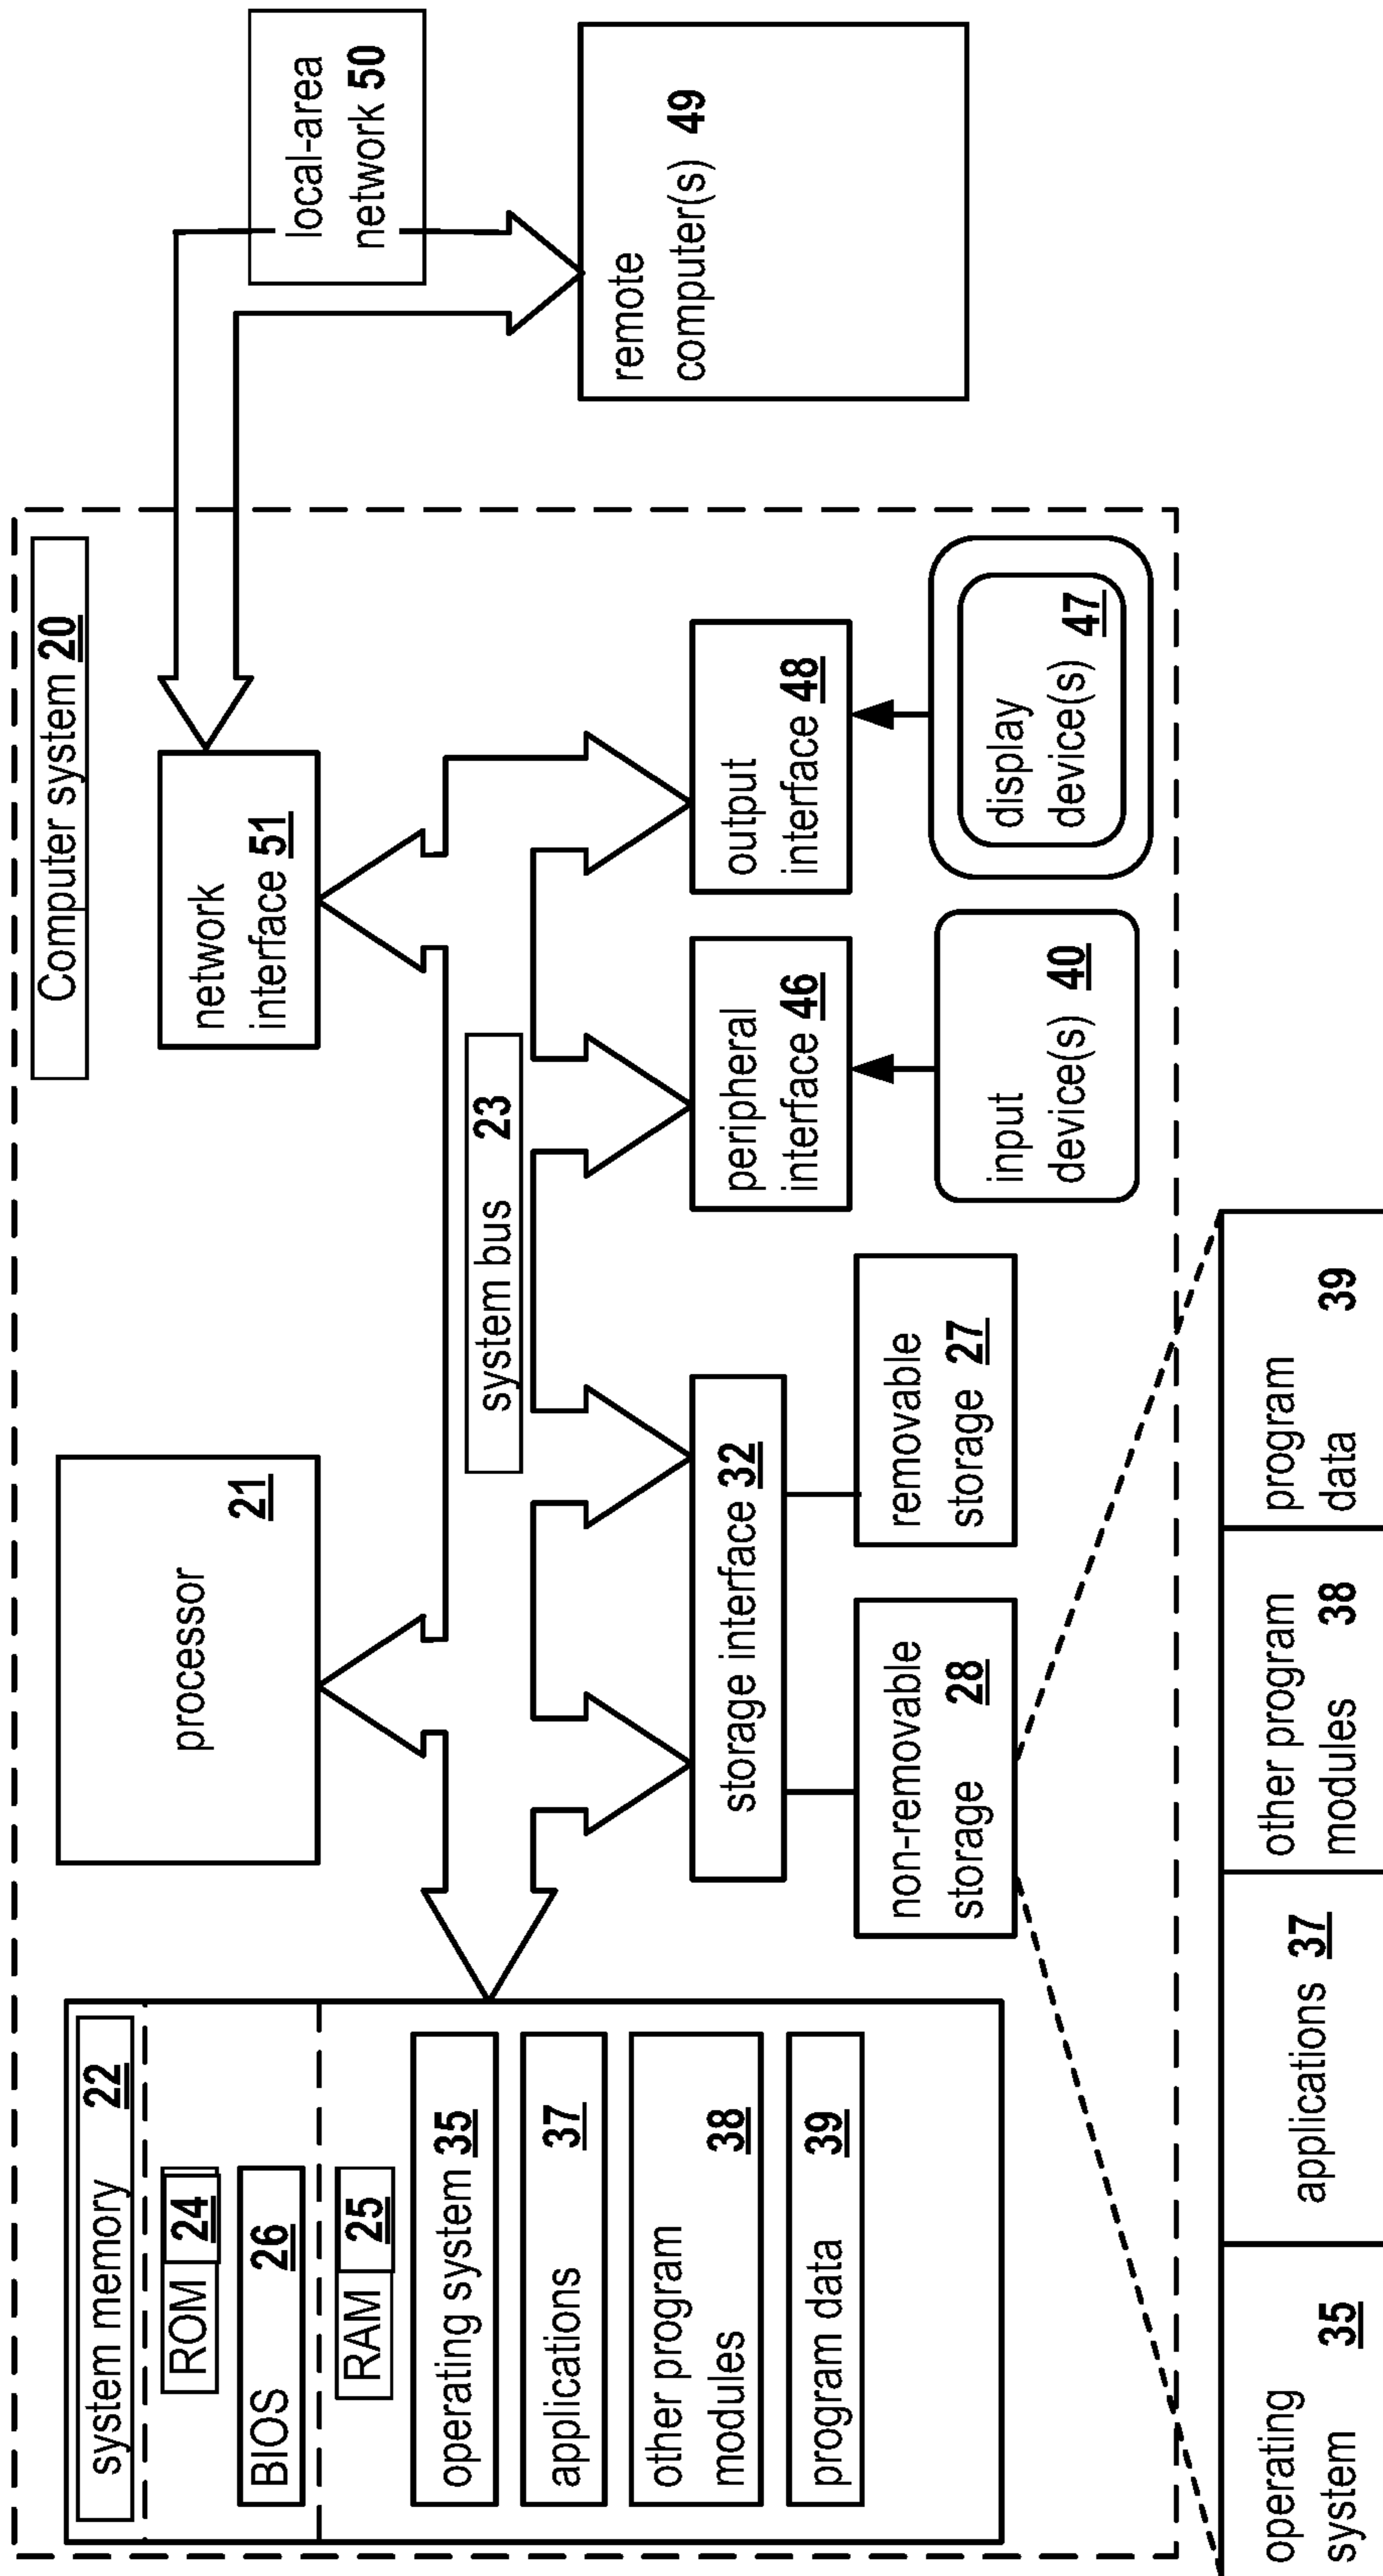 Computer system 20
system memory 22
ROM 24
BIOS 26
RAM 25
operating system 35
applications 37
other program
modules 38
program data 39
processor
21
network
interface 51
local-area
network 50
system bus 23
storage interface 32
peripheral
interface 46
output
interface 48
remote
computer(s) 49
non-removable
storage 28
removable
storage 27
input
device(s) 40
display
device(s) 47
operating
system 35
applications 37
other program
modules 38
program
data 39